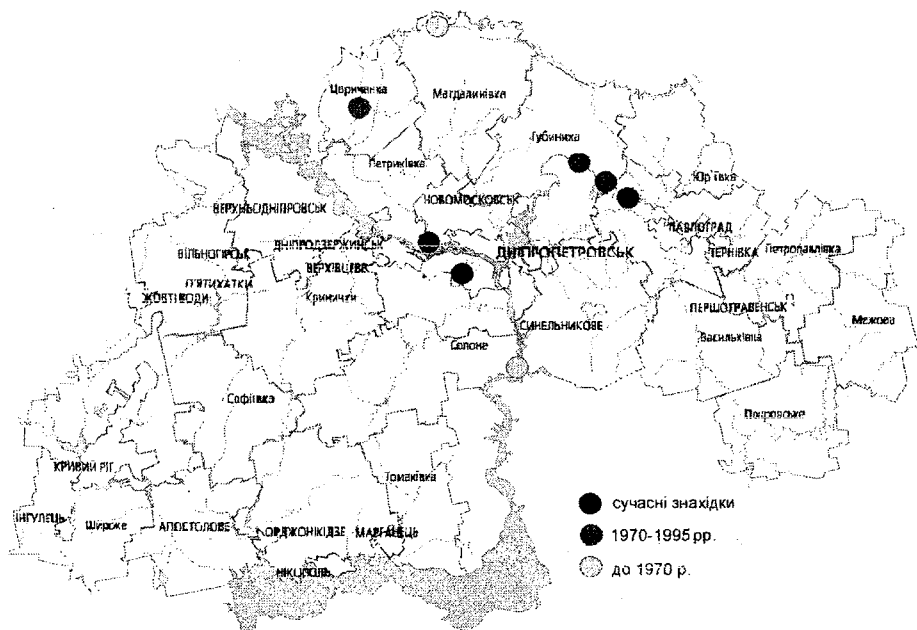 Царичанка
Магдалинівка
Губиниха
Петриківка
Юр'ївка
ВЕРХНЬОДНІПРОВСЬК
НОВОМОСКОВСЬК
ПАВЛОГРАД
ВІЛЬНОГІРСЬК
ДНІПРОДЗЕРЖИНСЬК
ДНІПРОПЕТРОВСЬК
ТЕРНІВКА
Петропавлівка
ВЕРХІВЦЕВЕ
П'ЯТИХАТКИ
ЖОВТІ ВОДИ
Кринички
ПЕРШОТРАВЕНСЬК
Межова
СИНЕЛЬНИКОВЕ
Васильківка
Солоне
Софіївка
Покровське
КРИВИЙ РІГ
Томаківка
ІНГУЛЕЦЬ
Широке
АПОСТОЛОВЕ
ОРДЖОНІКІДЗЕ
МАРГАНЕЦЬ
НІКОПОЛЬ
сучасні знахідки
1970-1995 рр.
до 1970 р.